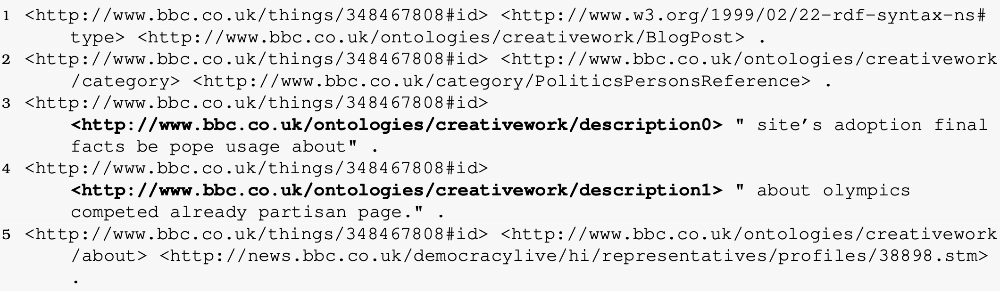 1 <http://www.bbc.co.uk/things/348467808#id> <http://www.w3.org/1999/02/22-rdf-syntax-ns#
type> <http://www.bbc.co.uk/ontologies/creativework/BlogPost> .
2 <http://www.bbc.co.uk/things/348467808#id> <http://www.bbc.co.uk/ontologies/creativework
/category> <http://www.bbc.co.uk/category/PoliticsPersonsReference> .
3 <http://www.bbc.co.uk/things/348467808#id>
<http://www.bbc.co.uk/ontologies/creativework/description0> " site’s adoption final
facts be pope usage about" .
4 <http://www.bbc.co.uk/things/348467808#id>
<http://www.bbc.co.uk/ontologies/creativework/description1> " about olympics
competed already partisan page." .
5 <http://www.bbc.co.uk/things/348467808#id> <http://www.bbc.co.uk/ontologies/creativework
/about> <http://news.bbc.co.uk/democracylive/hi/representatives/profiles/38898.stm>
.